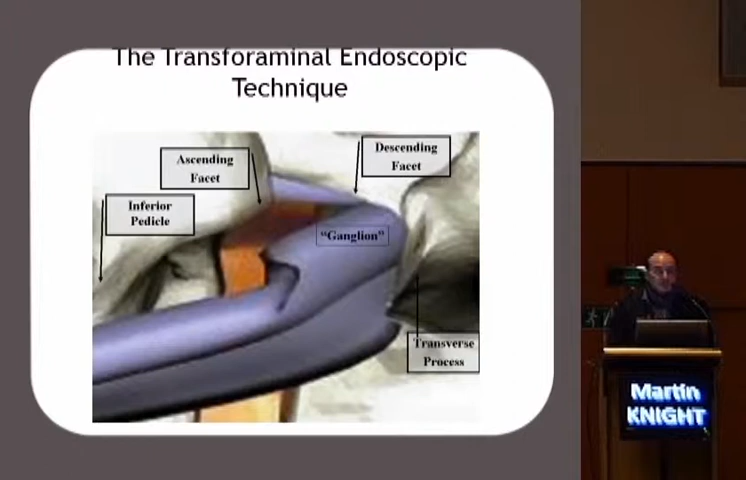 The Transforaminal Endoscopic
Technique
Ascending
Facet
Descending
Facet
Inferior
Pedicle
“Ganglion”
Transverse
Process
Martin
KNIGHT